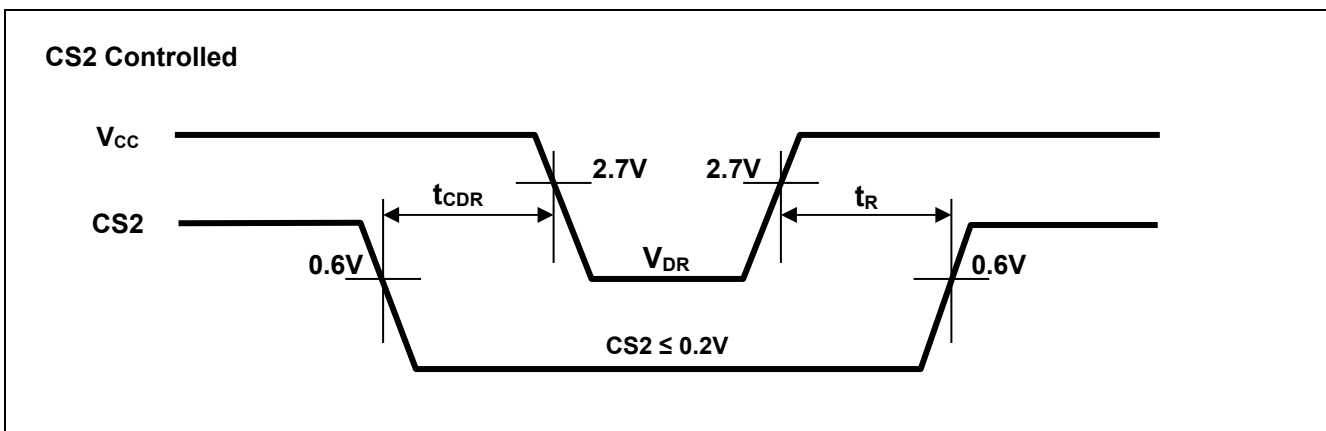 CS2 Controlled
VCC
2.7V
2.7V
tCDR
tR
CS2
0.6V
VDR
0.6V
CS2 ≤ 0.2V